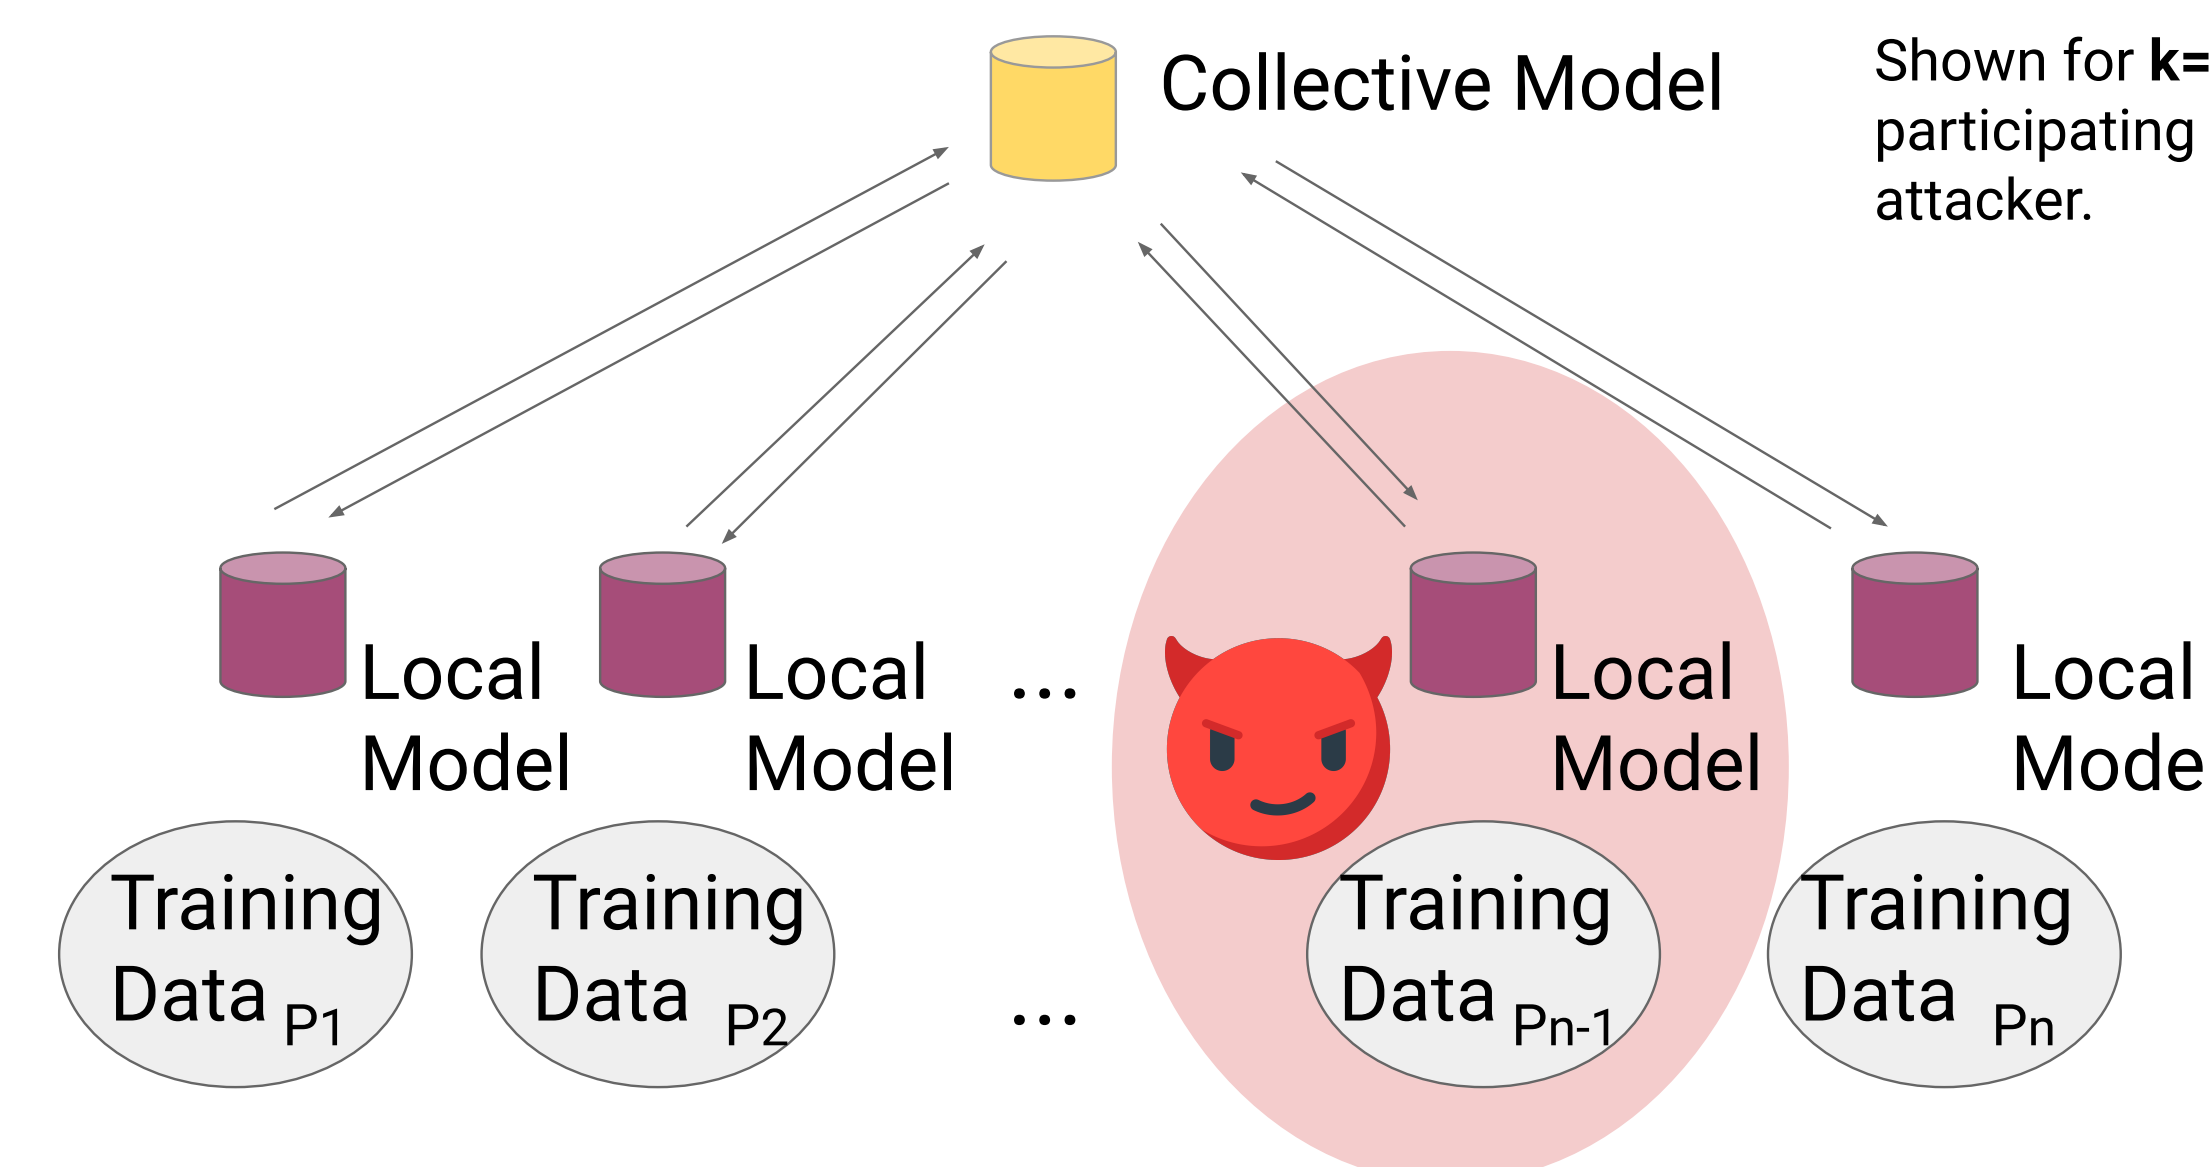 Collective Model
Shown for k=
participating
attacker.
Local
Model
Local
Model
...
Local
Model
Local
Mode
Training
Data P1
Training
Data P2
...
Training
Data Pn-1
Training
Data Pn